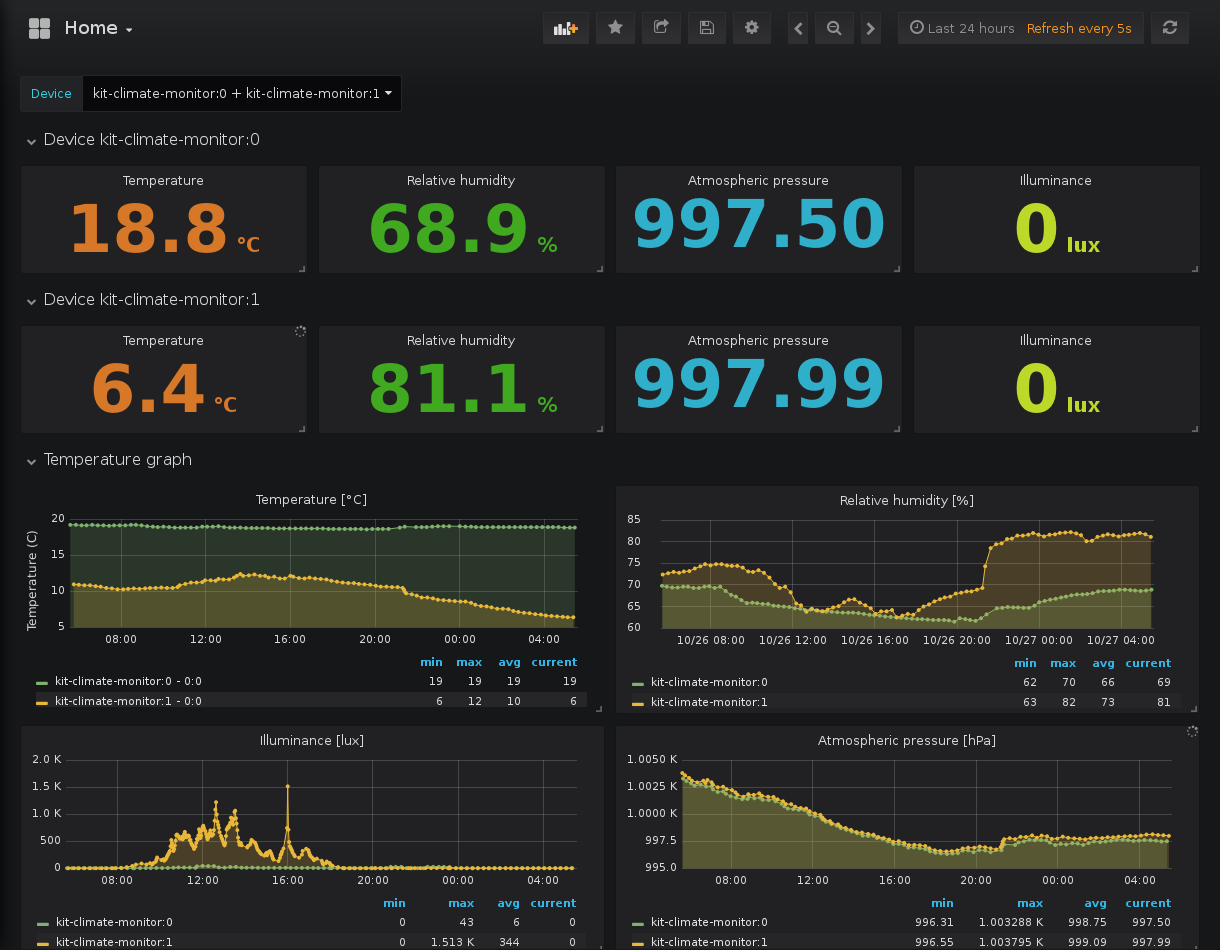 Home
Last 24 hours Refresh every 5s
Device kit-climate-monitor:0 + kit-climate-monitor:1
Device kit-climate-monitor:0
Temperature Relative humidity Atmospheric pressure Illuminance
18.8 °C 68.9 % 997.50 0 lux
Device kit-climate-monitor:1
Temperature Relative humidity Atmospheric pressure Illuminance
6.4 °C 81.1 % 997.99 0 lux
Temperature graph
Temperature [°C]
Temperature (C)
20
15
10
5
08:00 12:00 16:00 20:00 00:00 04:00
min max avg current
kit-climate-monitor:0 - 0:0 19 19 19 19
kit-climate-monitor:1 - 0:0 6 12 10 6
Relative humidity [%]
85
80
75
70
65
60
10/26 08:00 10/26 12:00 10/26 16:00 10/26 20:00 10/27 00:00 10/27 04:00
min max avg current
kit-climate-monitor:0 62 70 66 69
kit-climate-monitor:1 63 82 73 81
Illuminance [lux]
2.0 K
1.5 K
1.0 K
500
0
08:00 12:00 16:00 20:00 00:00 04:00
min max avg current
kit-climate-monitor:0 0 43 6 0
kit-climate-monitor:1 0 1.513 K 344 0
Atmospheric pressure [hPa]
1.0050 K
1.0025 K
1.0000 K
997.5
995.0
08:00 12:00 16:00 20:00 00:00 04:00
min max avg current
kit-climate-monitor:0 996.31 1.003288 K 998.75 997.50
kit-climate-monitor:1 996.55 1.003795 K 999.09 997.99